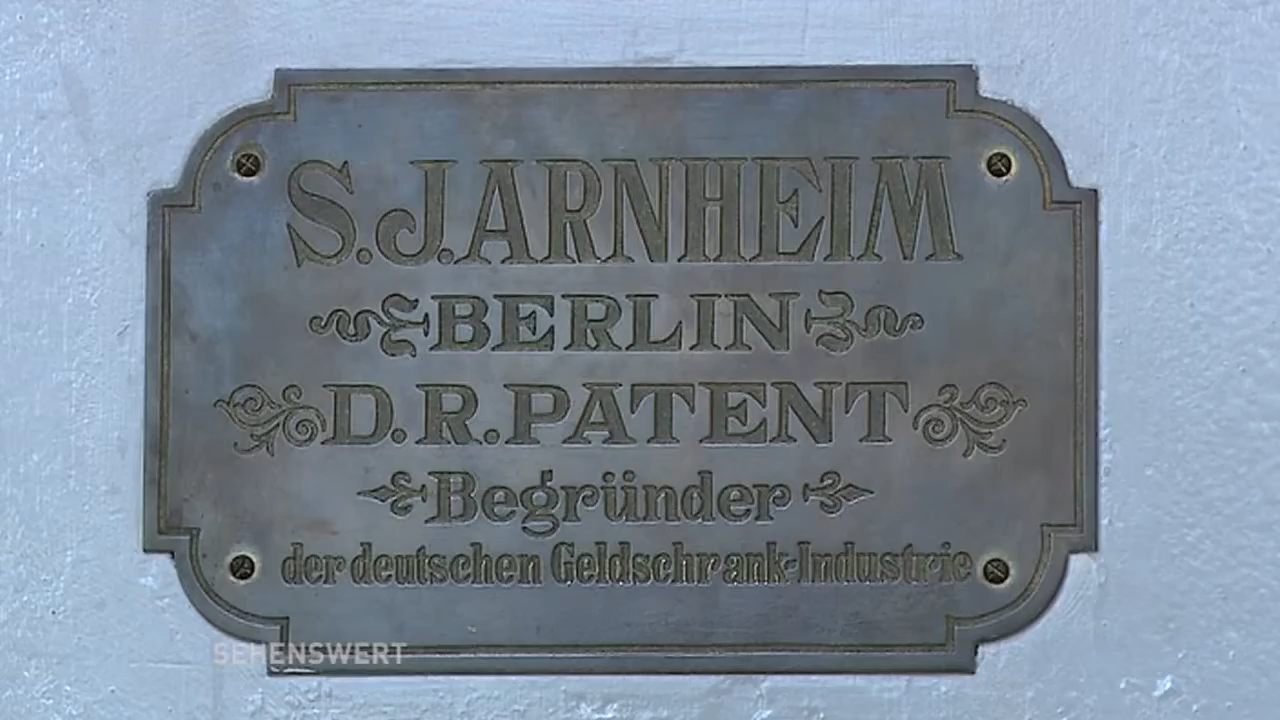 S.J.ARNHEIM
BERLIN
D.R.PATENT
Begründer
der deutschen Geldschrank-Industrie
SEHENSWERT